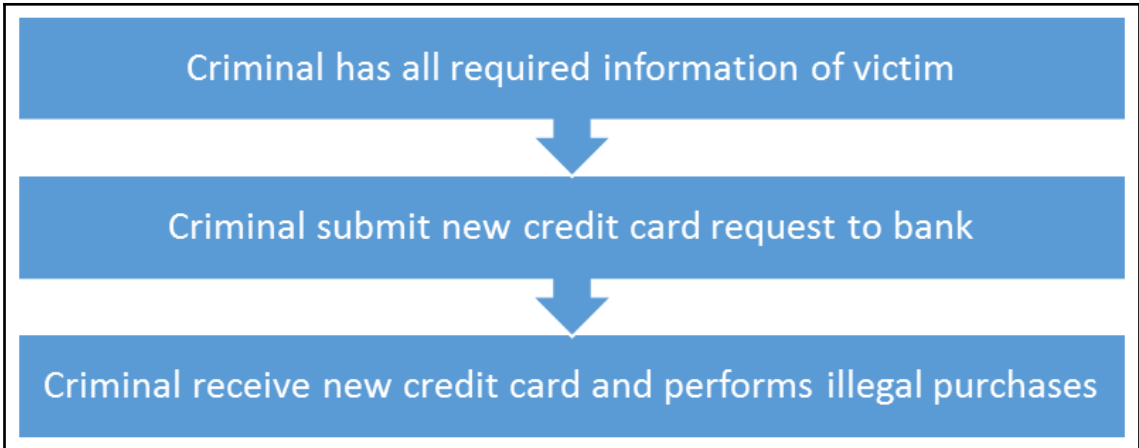 Criminal has all required information of victim
Criminal submit new credit card request to bank
Criminal receive new credit card and performs illegal purchases